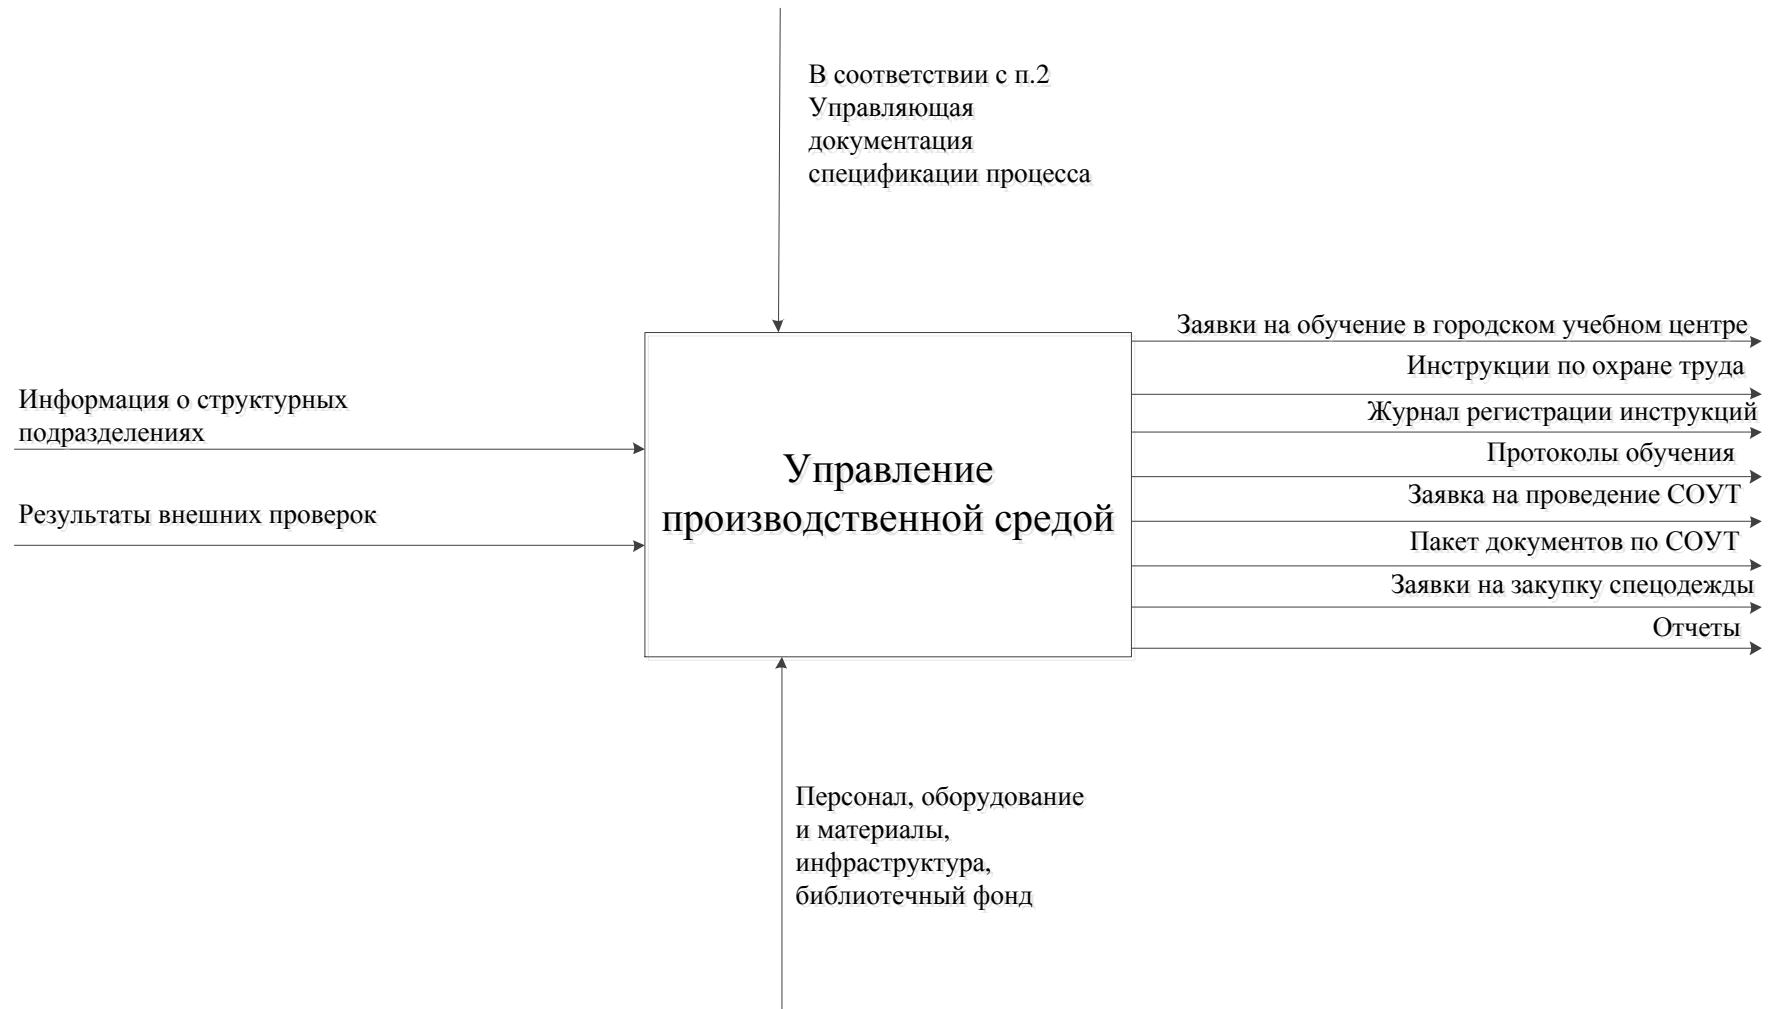 В соответствии с п.2
Управляющая
документация
спецификации процесса
Информация о структурных
подразделениях
Результаты внешних проверок
Управление
производственной средой
Заявки на обучение в городском учебном центре
Инструкции по охране труда
Журнал регистрации инструкций
Протоколы обучения
Заявка на проведение СОУТ
Пакет документов по СОУТ
Заявки на закупку спецодежды
Отчеты
Персонал, оборудование
и материалы,
инфраструктура,
библиотечный фонд